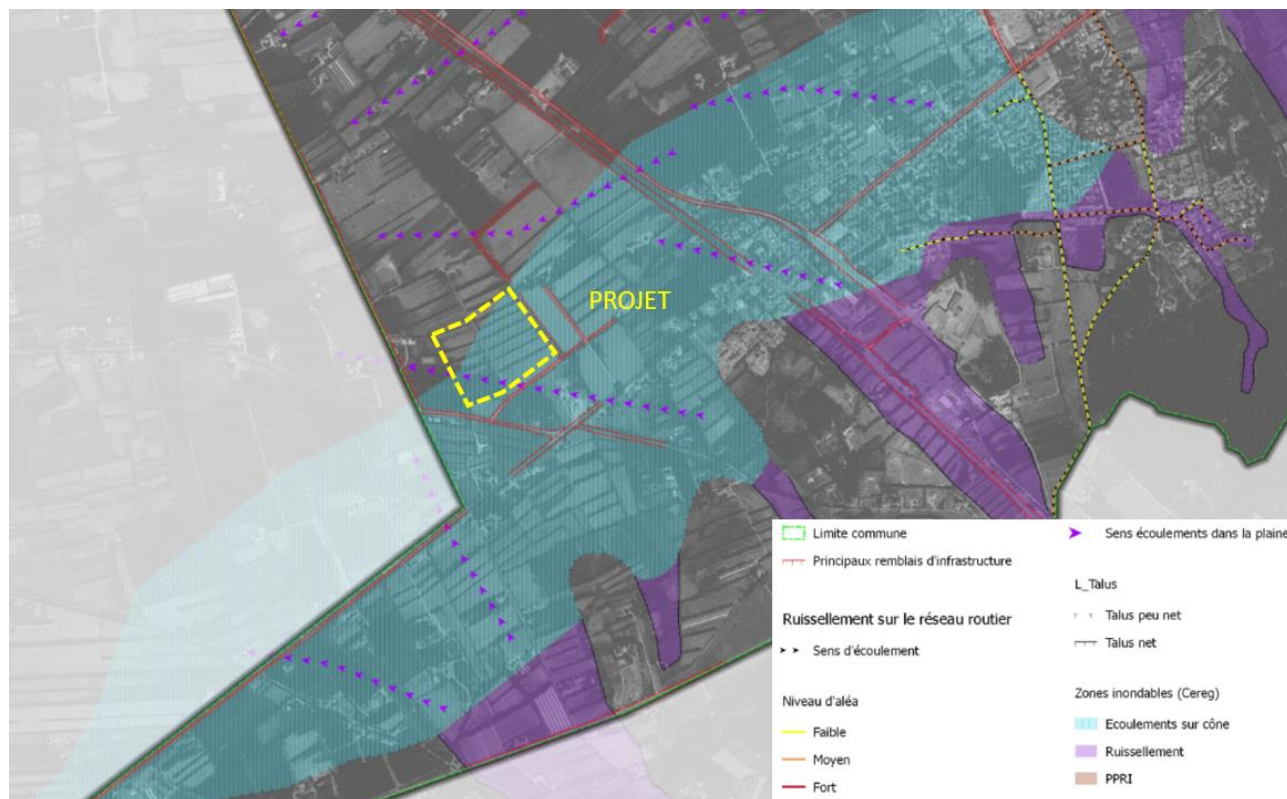 PROJET
Limite commune
Principaux remblais d'infrastructure
Ruissellement sur le réseau routier
Sens d'écoulement
Niveau d'aléa
Faible
Moyen
Fort
Sens écoulements dans la plaine
L_Talus
Talus peu net
Talus net
Zones inondables (Cereg)
Ecoulements sur cône
Ruissellement
PPRI